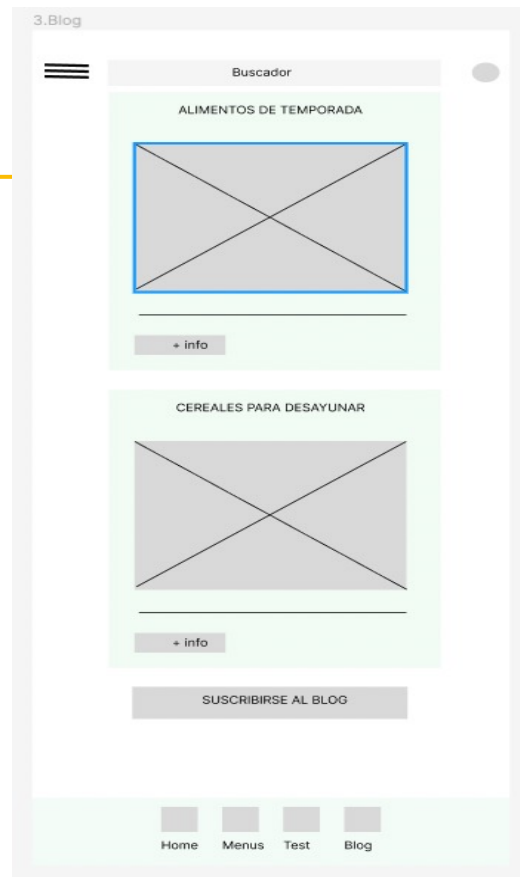 3.Blog
Buscador
ALIMENTOS DE TEMPORADA
+ info
CEREALES PARA DESAYUNAR
+ info
SUSCRIBIRSE AL BLOG
Home Menus Test Blog